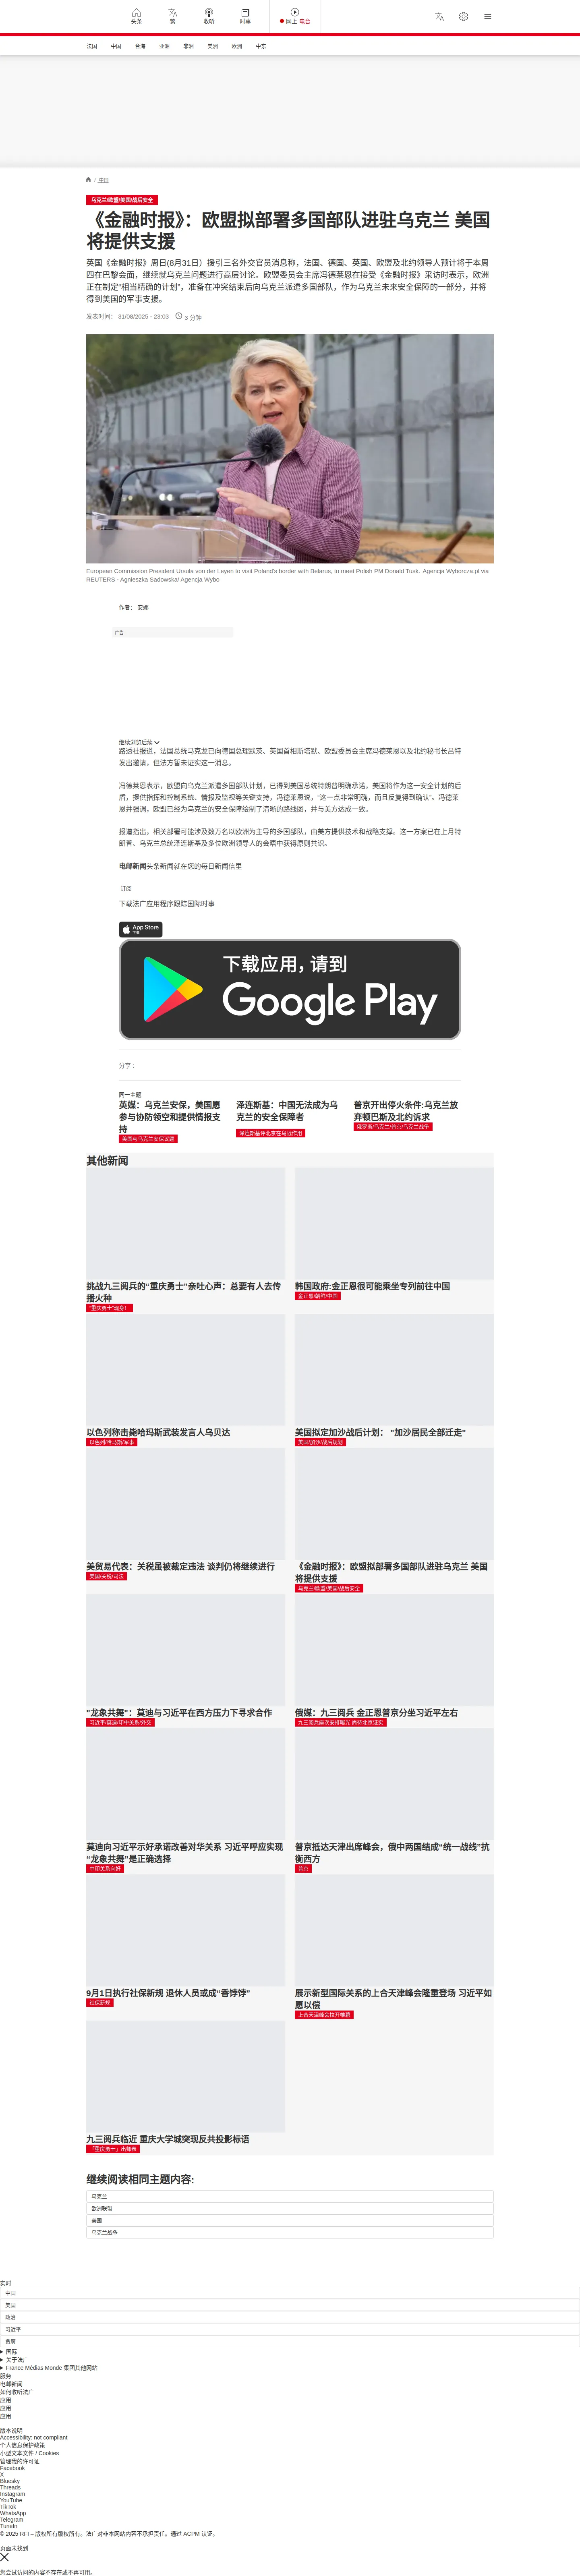 头条
繁
收听
时事
网上 电台
法国
中国
台海
亚洲
非洲
美洲
欧洲
中东
/ 中国
乌克兰/欧盟/美国/战后安全
《金融时报》：欧盟拟部署多国部队进驻乌克兰 美国
将提供支援
英国《金融时报》周日(8月31日）援引三名外交官员消息称，法国、德国、英国、欧盟及北约领导人预计将于本周
四在巴黎会面，继续就乌克兰问题进行高层讨论。欧盟委员会主席冯德莱恩在接受《金融时报》采访时表示，欧洲
正在制定“相当精确的计划”，准备在冲突结束后向乌克兰派遣多国部队，作为乌克兰未来安全保障的一部分，并将
得到美国的军事支援。
发表时间： 31/08/2025 - 23:03
3 分钟
European Commission President Ursula von der Leyen to visit Poland's border with Belarus, to meet Polish PM Donald Tusk. Agencja Wyborcza.pl via
REUTERS - Agnieszka Sadowska/ Agencja Wybo
作者： 安娜
广告
继续浏览后续
路透社报道，法国总统马克龙已向德国总理默茨、英国首相斯塔默、欧盟委员会主席冯德莱恩以及北约秘书长吕特
发出邀请，但法方暂未证实这一消息。
冯德莱恩表示，欧盟向乌克兰派遣多国部队计划，已得到美国总统特朗普明确承诺，美国将作为这一安全计划的后
盾，提供指挥和控制系统、情报及监视等关键支持，冯德莱恩说，“这一点非常明确，而且反复得到确认”。冯德莱
恩并强调，欧盟已经为乌克兰的安全保障绘制了清晰的路线图，并与美方达成一致。
报道指出，相关部署可能涉及数万名以欧洲为主导的多国部队，由美方提供技术和战略支撑。这一方案已在上月特
朗普、乌克兰总统泽连斯基及多位欧洲领导人的会晤中获得原则共识。
电邮新闻头条新闻就在您的每日新闻信里
订阅
下载法广应用程序跟踪国际时事
App Store
下载
下载应用，请到
Google Play
分享 :
同一主题
英媒：乌克兰安保，美国愿
参与协防领空和提供情报支
持
美国与乌克兰安保议题
泽连斯基：中国无法成为乌
克兰的安全保障者
泽连斯基评北京在乌战作用
普京开出停火条件:乌克兰放
弃顿巴斯及北约诉求
俄罗斯/乌克兰/普京/乌克兰战争
其他新闻
挑战九三阅兵的“重庆勇士”亲吐心声：总要有人去传
播火种
“重庆勇士”现身！
韩国政府:金正恩很可能乘坐专列前往中国
金正恩/朝鲜/中国
以色列称击毙哈玛斯武装发言人乌贝达
以色列/哈马斯/军事
美国拟定加沙战后计划： “加沙居民全部迁走”
美国/加沙/战后规划
美贸易代表：关税虽被裁定违法 谈判仍将继续进行
美国/关税/司法
《金融时报》：欧盟拟部署多国部队进驻乌克兰 美国
将提供支援
乌克兰/欧盟/美国/战后安全
“龙象共舞”：莫迪与习近平在西方压力下寻求合作
习近平/莫迪/印中关系/外交
俄媒：九三阅兵 金正恩普京分坐习近平左右
九三阅兵座次安排曝光 尚待北京证实
莫迪向习近平示好承诺改善对华关系 习近平呼应实现
“龙象共舞”是正确选择
中印关系向好
普京抵达天津出席峰会，俄中两国结成“统一战线”抗
衡西方
普京
9月1日执行社保新规 退休人员或成“香饽饽”
社保新规
展示新型国际关系的上合天津峰会隆重登场 习近平如
愿以偿
上合天津峰会拉开帷幕
九三阅兵临近 重庆大学城突现反共投影标语
「重庆勇士」出师表
继续阅读相同主题内容:
乌克兰
欧洲联盟
美国
乌克兰战争
实时
中国
美国
政治
习近平
贪腐
国际
关于法广
France Médias Monde 集团其他网站
服务
电邮新闻
如何收听法广
应用
应用
应用
版本说明
Accessibility: not compliant
个人信息保护政策
小型文本文件 / Cookies
管理我的许可证
Facebook
X
Bluesky
Threads
Instagram
YouTube
TikTok
WhatsApp
Telegram
TuneIn
© 2025 RFI – 版权所有版权所有。法广对非本网站内容不承担责任。通过 ACPM 认证。
页面未找到
您尝试访问的内容不存在或不再可用。